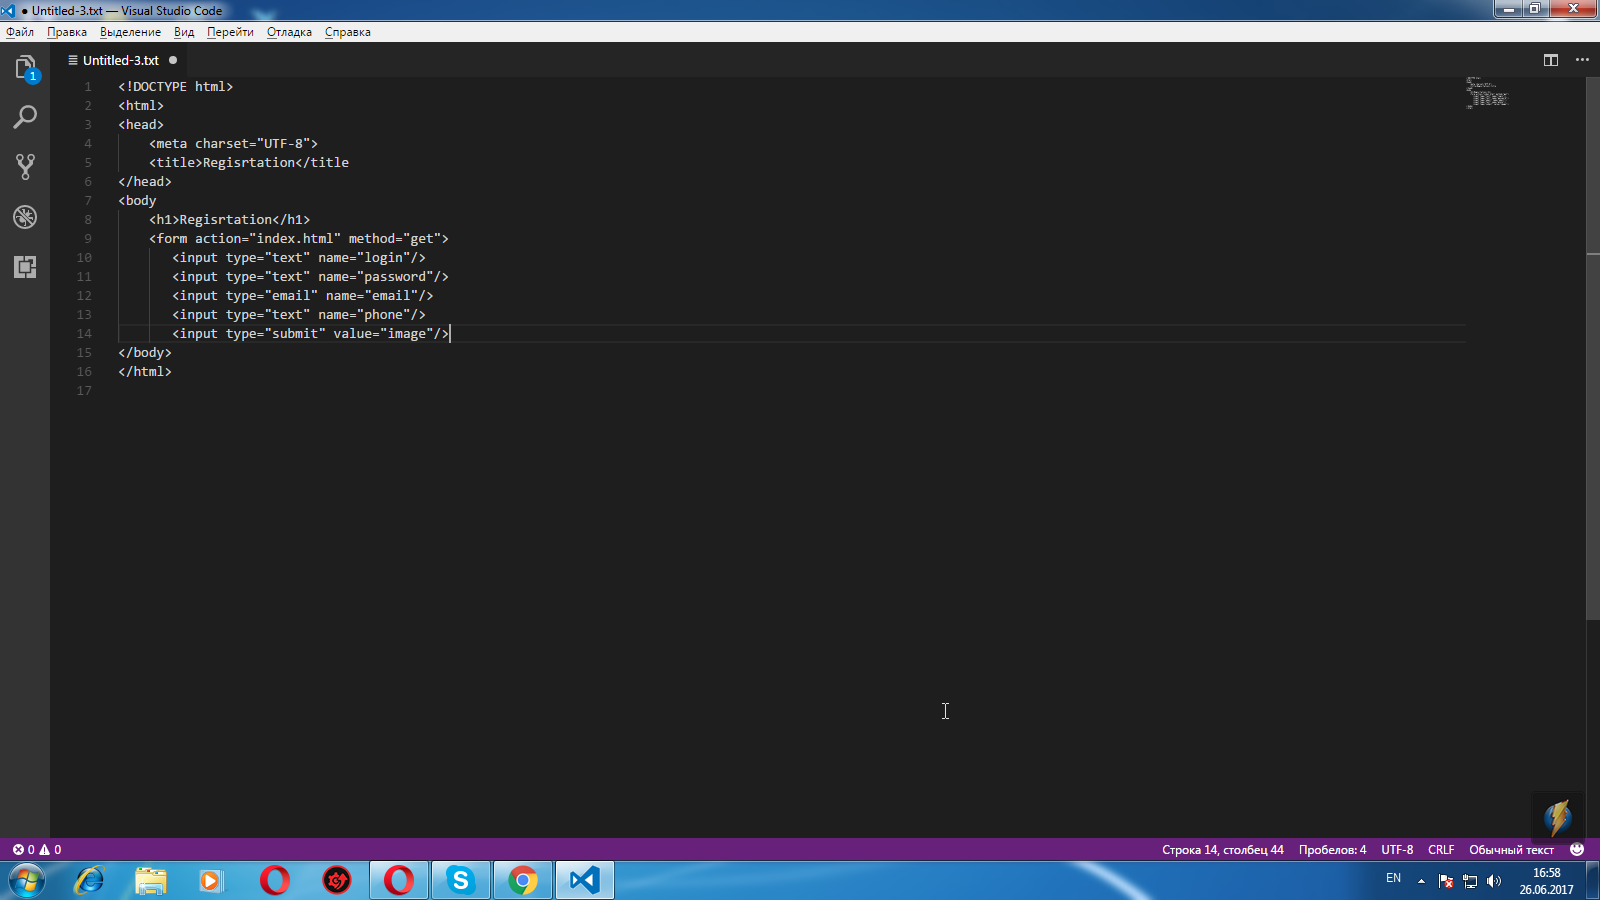 ● Untitled-3.txt — Visual Studio Code
Файл Правка Выделение Вид Перейти Отладка Справка
1
Untitled-3.txt
1 <!DOCTYPE html>
2 <html>
3 <head>
4 <meta charset="UTF-8">
5 <title>Regisrtation</title
6 </head>
7 <body
8 <h1>Regisrtation</h1>
9 <form action="index.html" method="get">
10 <input type="text" name="login"/>
11 <input type="text" name="password"/>
12 <input type="email" name="email"/>
13 <input type="text" name="phone"/>
14 <input type="submit" value="image"/>
15 </body>
16 </html>
17
0 0 Строка 14, столбец 44 Пробелов: 4 UTF-8 CRLF Обычный текст
EN 16:58
26.06.2017